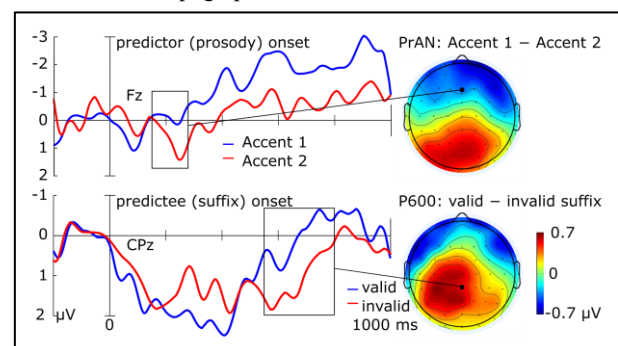 -3 predictor (prosody) onset PrAN: Accent 1 − Accent 2
-2
Fz
-1
0
1 Accent 1
2 Accent 2
-1 predictee (suffix) onset P600: valid − invalid suffix
0
CPz 0.7
1 valid 0
invalid
2 µV 0 1000 ms -0.7 µV